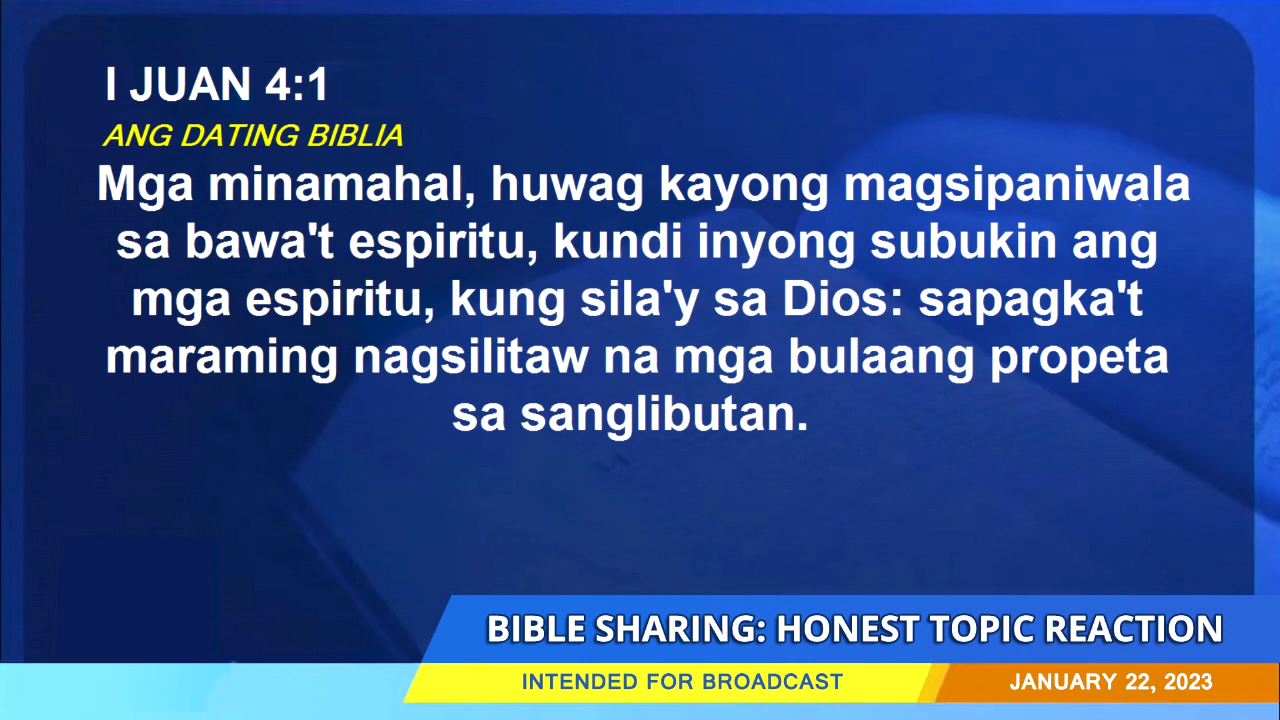 I JUAN 4:1
ANG DATING BIBLIA
Mga minamahal, huwag kayong magsipaniwala
sa bawa't espiritu, kundi inyong subukin ang
mga espiritu, kung sila'y sa Dios: sapagka't
maraming nagsilitaw na mga bulaang propeta
sa sanglibutan.
BIBLE SHARING: HONEST TOPIC REACTION
INTENDED FOR BROADCAST
JANUARY 22, 2023